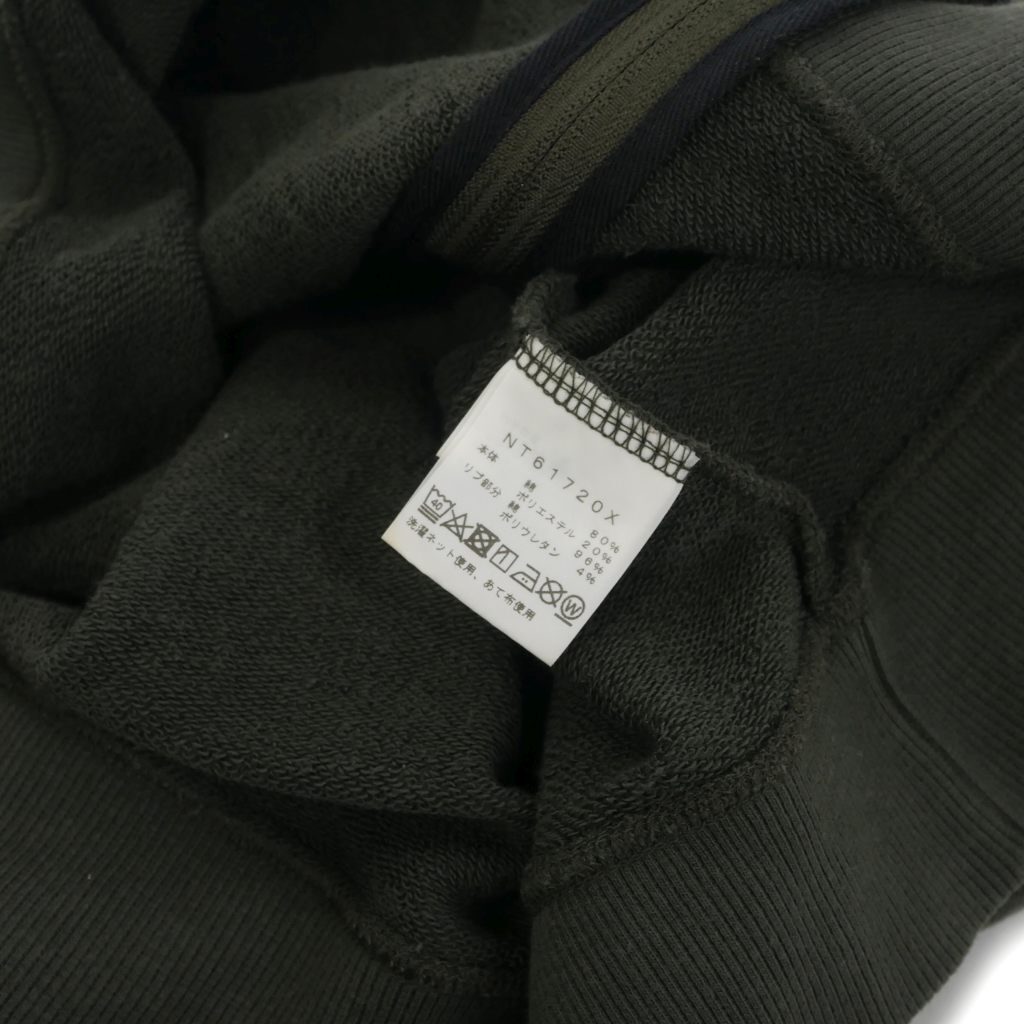 NT61720X
本体 綿 80%
ポリエステル 20%
リブ部分 綿 96%
ポリウレタン 4%
40 W
洗濯ネット使用、あて布使用